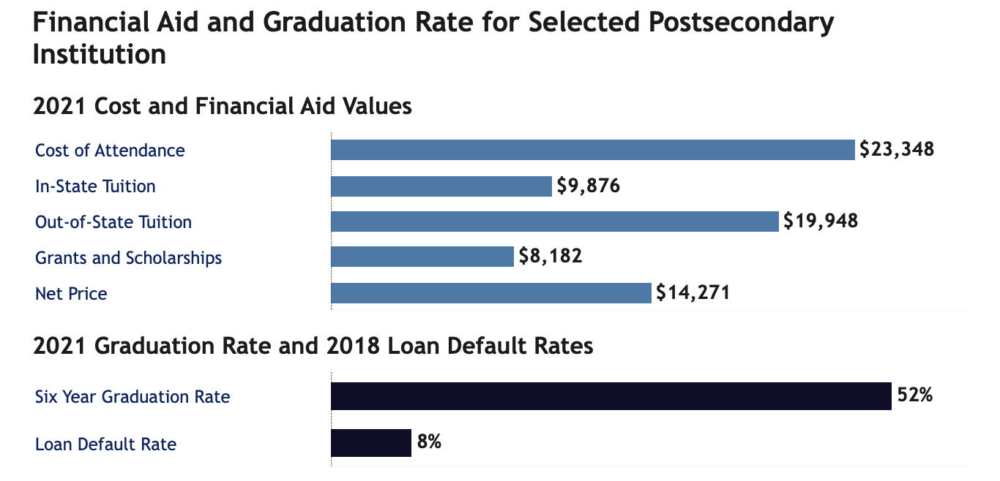 Financial Aid and Graduation Rate for Selected Postsecondary
Institution
2021 Cost and Financial Aid Values
Cost of Attendance $23,348
In-State Tuition $9,876
Out-of-State Tuition $19,948
Grants and Scholarships $8,182
Net Price $14,271
2021 Graduation Rate and 2018 Loan Default Rates
Six Year Graduation Rate 52%
Loan Default Rate 8%